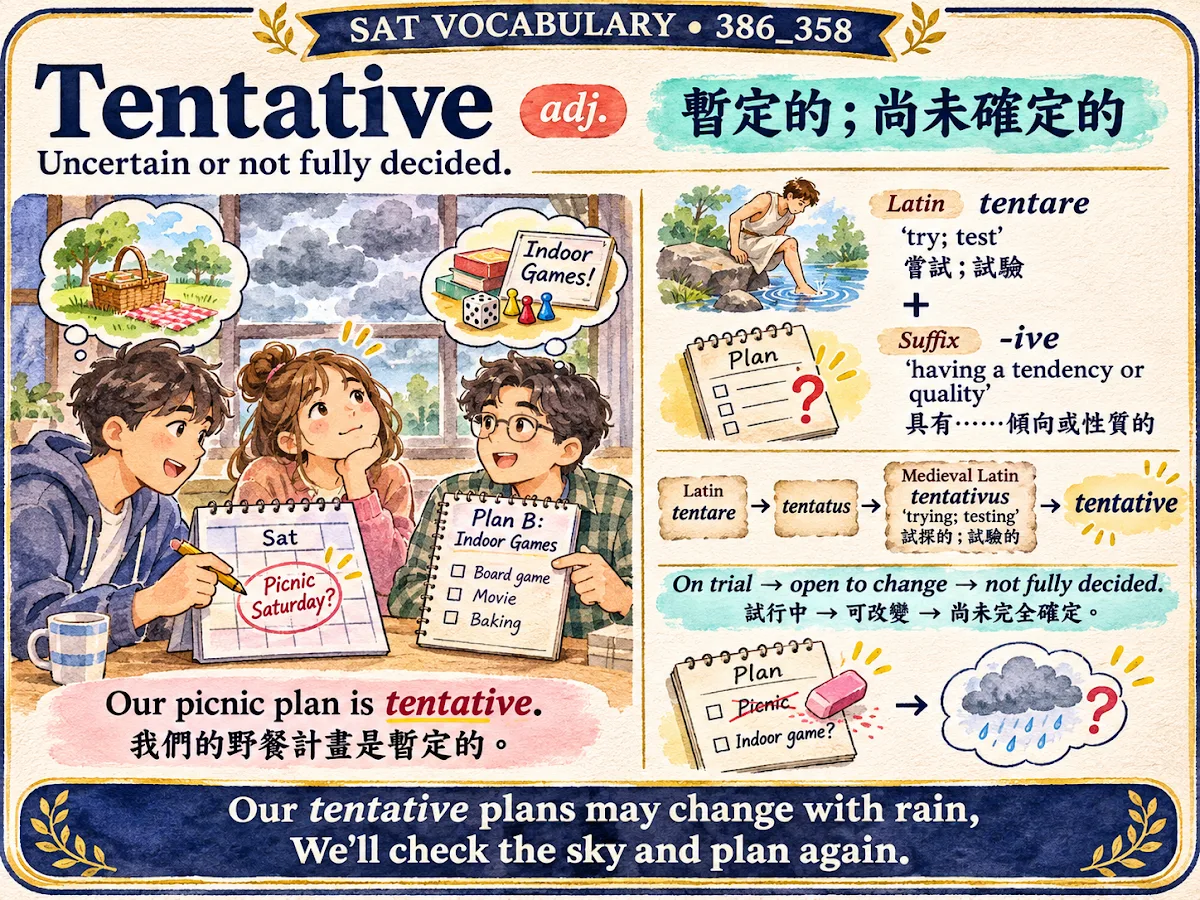 SAT VOCABULARY • 386_358
Tentative
adj.
暫定的；尚未確定的
Uncertain or not fully decided.
Indoor
Games!
Sat
Picnic
Saturday?
Plan B:
Indoor Games
Board game
Movie
Baking
Our picnic plan is tentative.
我們的野餐計畫是暫定的。
Latin tentare
‘try; test’
嘗試；試驗
+
Plan
?
Suffix -ive
‘having a tendency or
quality’
具有……傾向或性質的
Latin
tentare
→
tentatus
→
Medieval Latin
tentativus
‘trying; testing’
試探的；試驗的
→
tentative
On trial → open to change → not fully decided.
試行中 → 可改變 → 尚未完全確定。
Plan
Picnic
Indoor game?
→
?
Our tentative plans may change with rain,
We’ll check the sky and plan again.